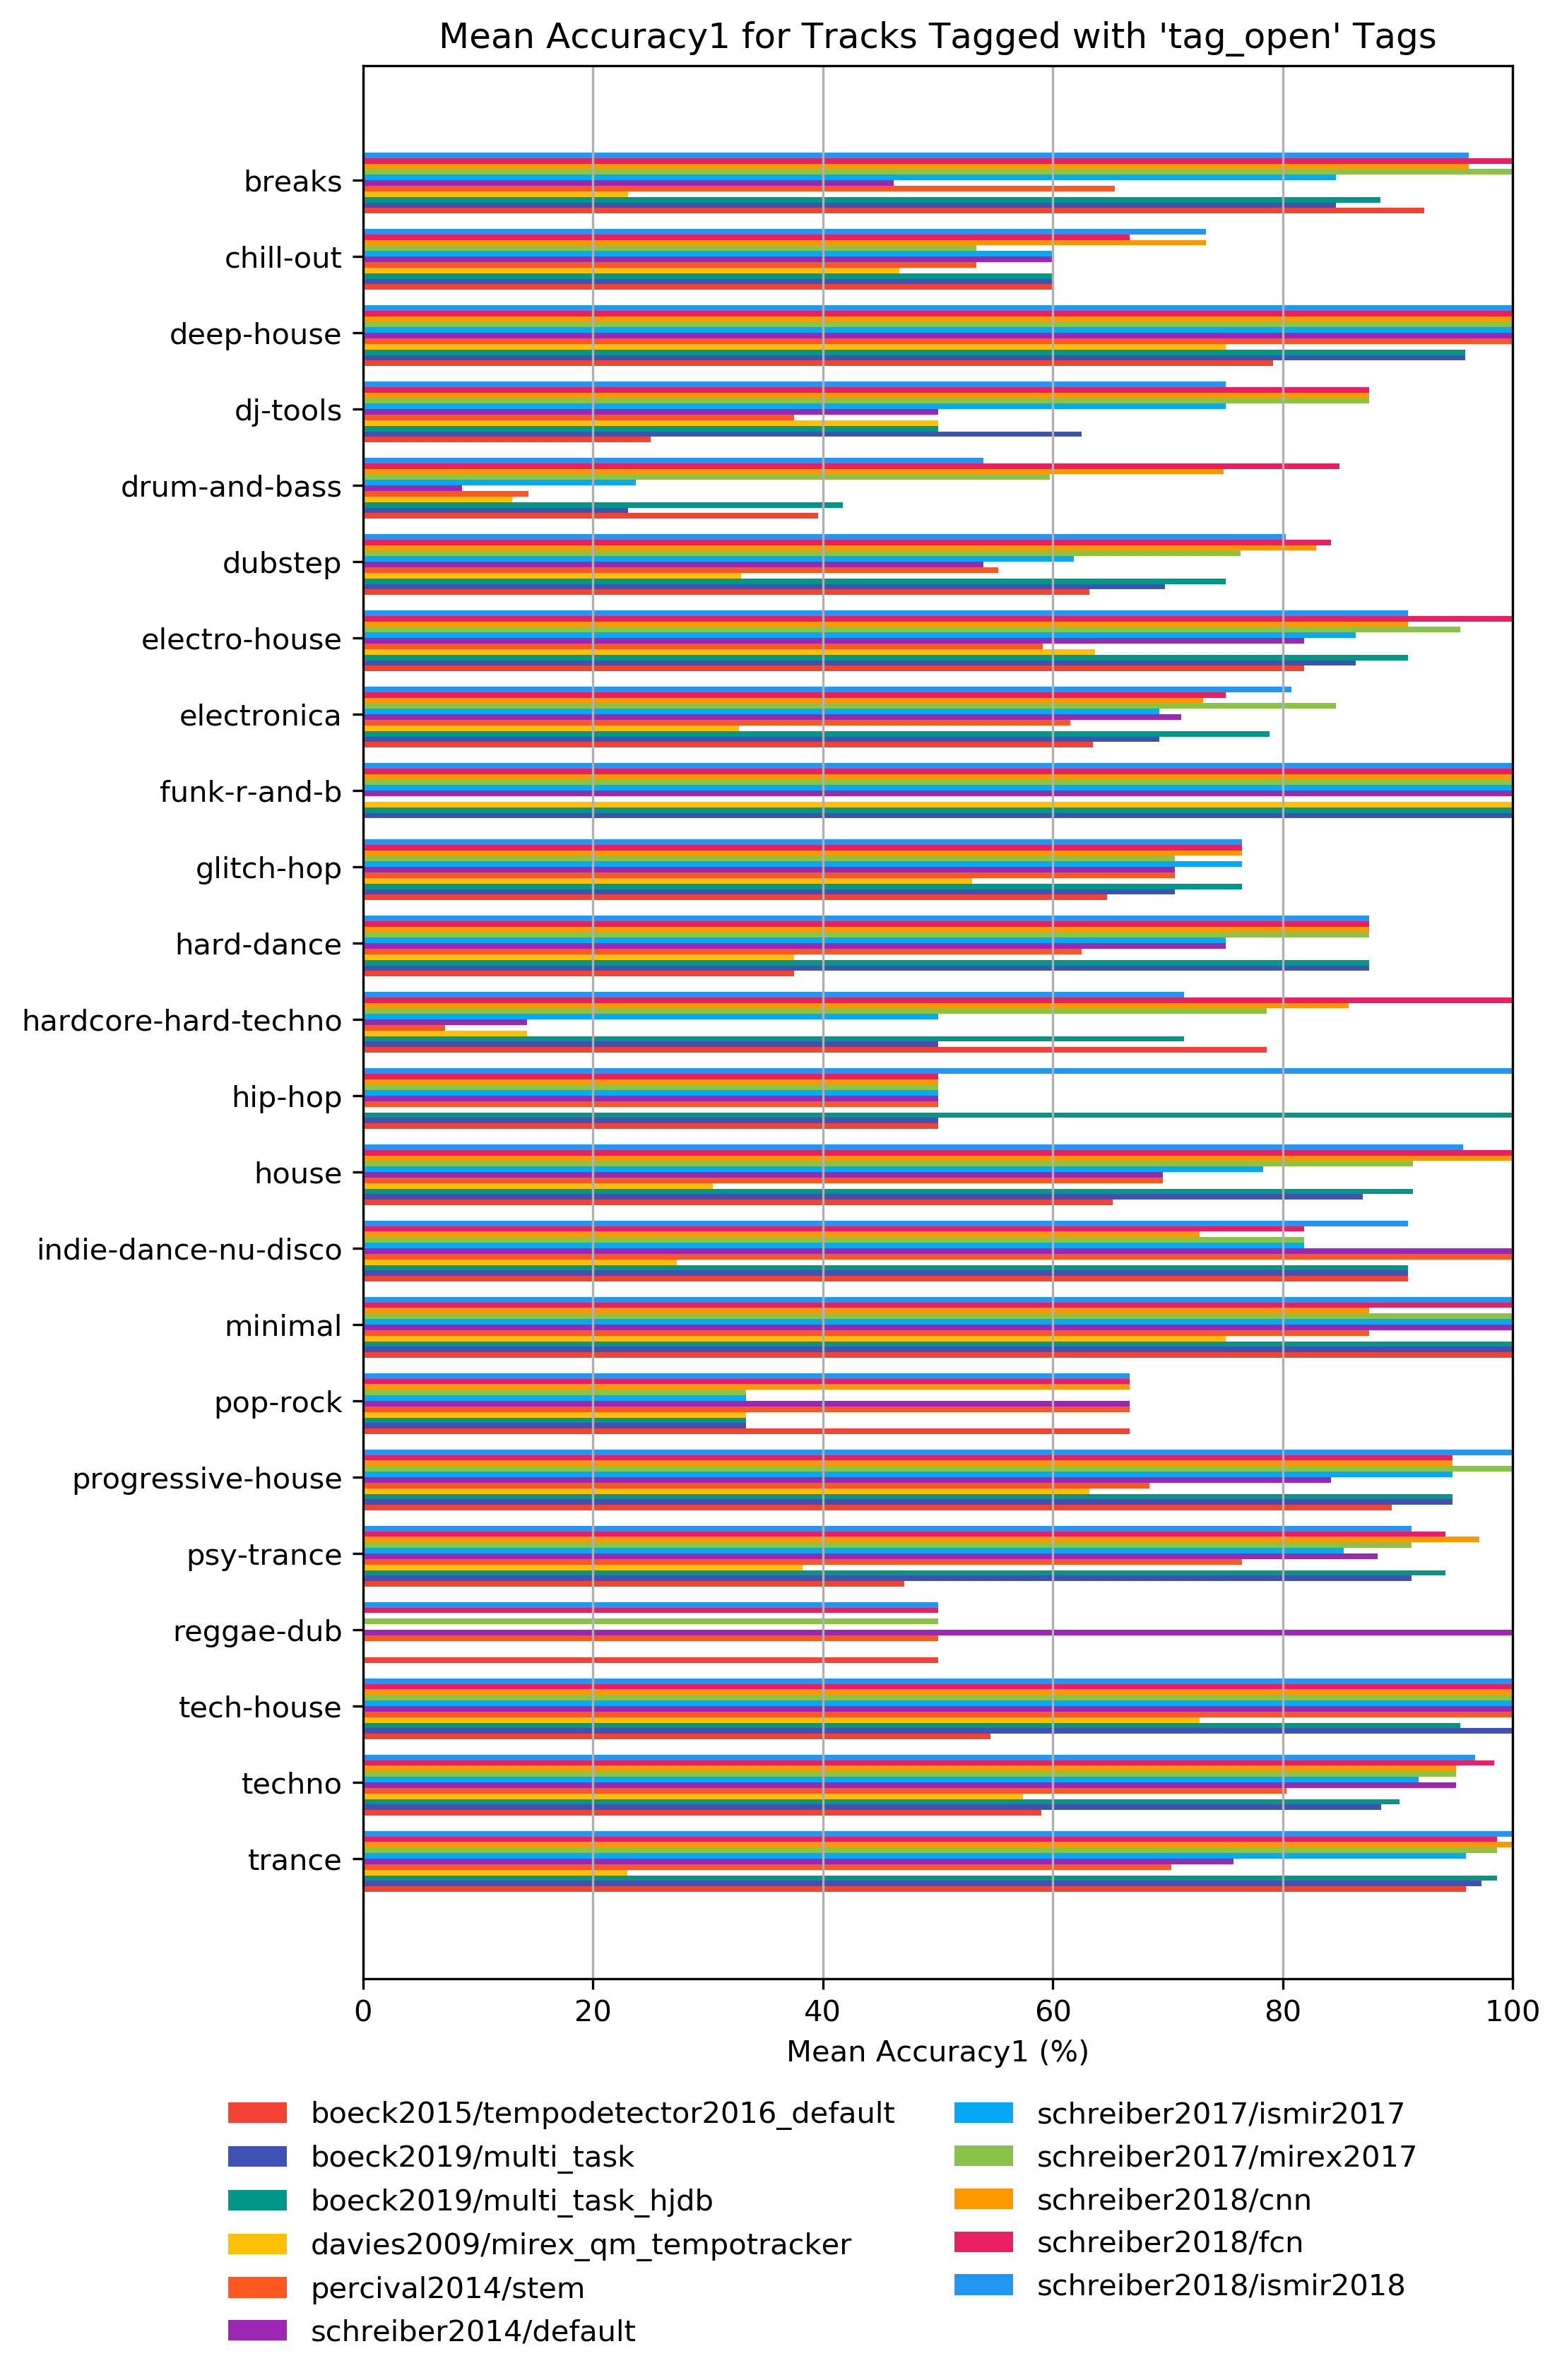 Mean Accuracy1 for Tracks Tagged with 'tag_open' Tags
breaks
chill-out
deep-house
dj-tools
drum-and-bass
dubstep
electro-house
electronica
funk-r-and-b
glitch-hop
hard-dance
hardcore-hard-techno
hip-hop
house
indie-dance-nu-disco
minimal
pop-rock
progressive-house
psy-trance
reggae-dub
tech-house
techno
trance
0 20 40 60 80 100
Mean Accuracy1 (%)
boeck2015/tempodetector2016_default
boeck2019/multi_task
boeck2019/multi_task_hjdb
davies2009/mirex_qm_tempotracker
percival2014/stem
schreiber2014/default
schreiber2017/ismir2017
schreiber2017/mirex2017
schreiber2018/cnn
schreiber2018/fcn
schreiber2018/ismir2018